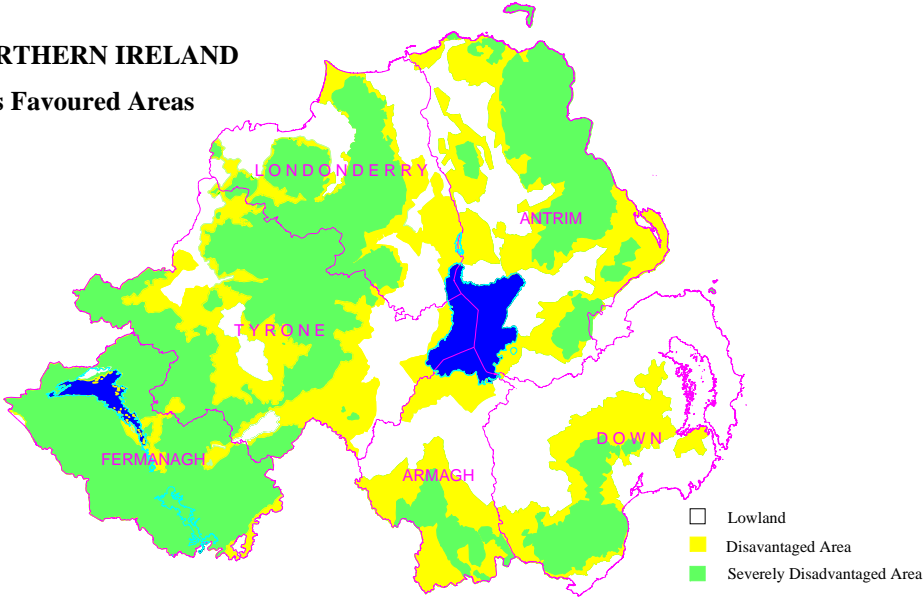 RTHERN IRELAND
s Favoured Areas
LONDONDERRY
ANTRIM
TYRONE
DOWN
FERMANAGH
ARMAGH
Lowland
Disavantaged Area
Severely Disadvantaged Area